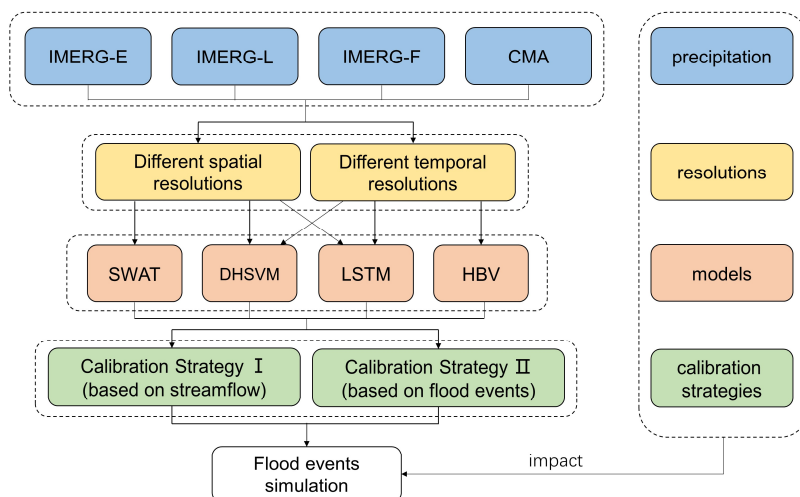 IMERG-E
IMERG-L
IMERG-F
CMA
precipitation
Different spatial
resolutions
Different temporal
resolutions
resolutions
SWAT
DHSVM
LSTM
HBV
models
Calibration Strategy Ⅰ
(based on streamflow)
Calibration Strategy Ⅱ
(based on flood events)
calibration
strategies
Flood events
simulation
impact